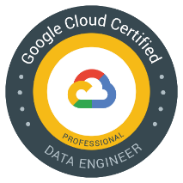 Google Cloud Certified
PROFESSIONAL
DATA ENGINEER